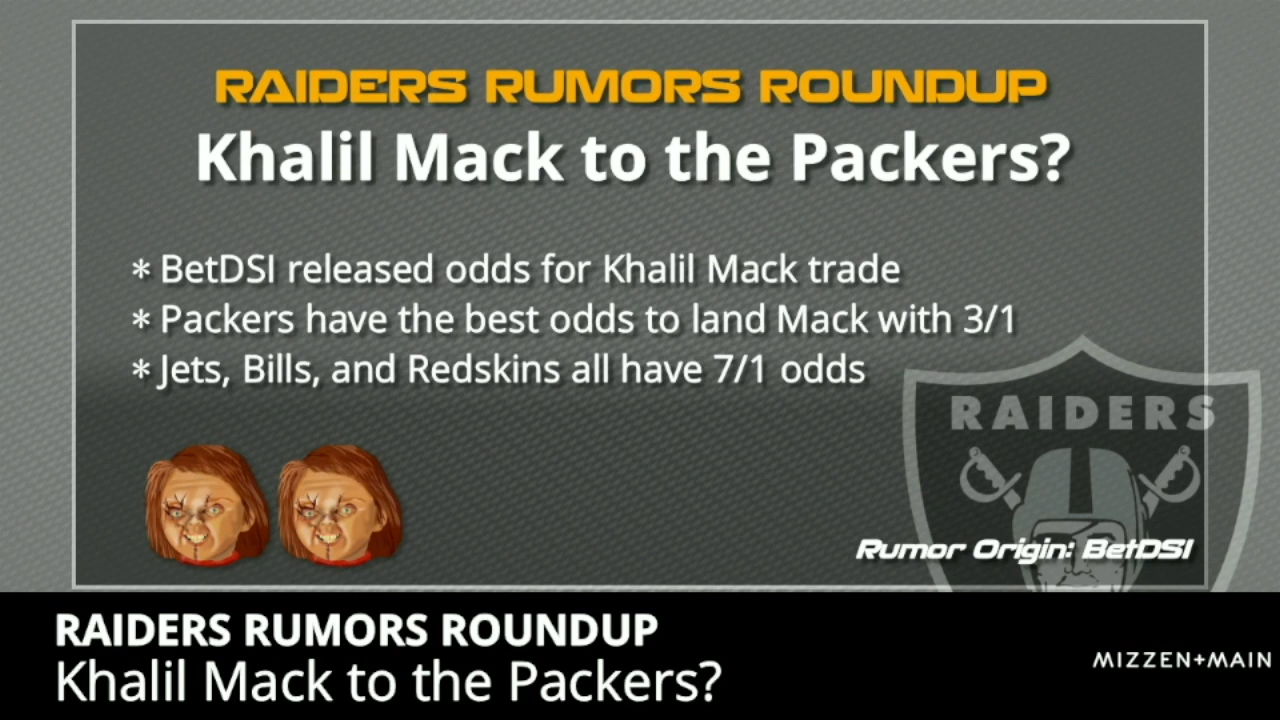 RAIDERS RUMORS ROUNDUP
Khalil Mack to the Packers?
* BetDSI released odds for Khalil Mack trade
* Packers have the best odds to land Mack with 3/1
* Jets, Bills, and Redskins all have 7/1 odds
RAIDERS
Rumor Origin: BetDSI
RAIDERS RUMORS ROUNDUP
Khalil Mack to the Packers?
MIZZEN+MAIN